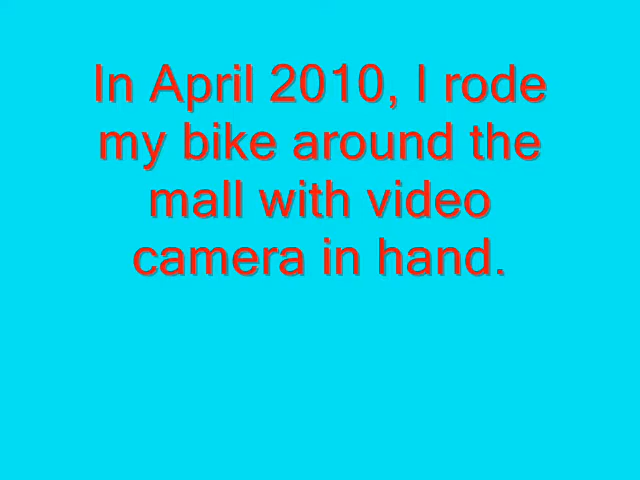 In April 2010, I rode
my bike around the
mall with video
camera in hand.